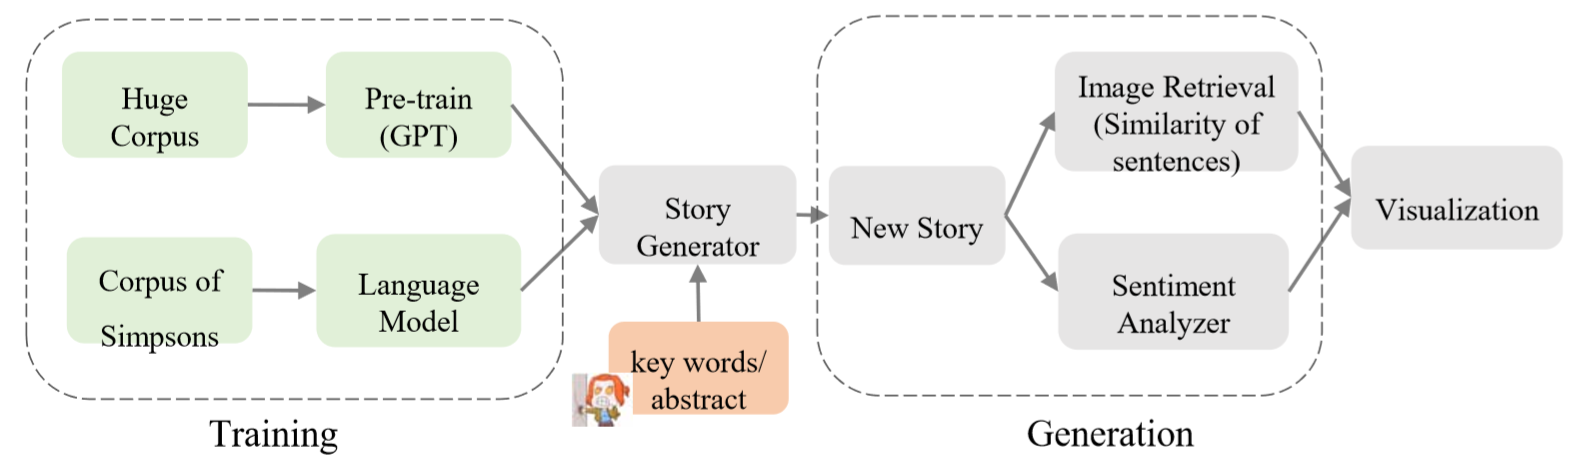 Huge
Corpus
Pre-train
(GPT)
Corpus of
Simpsons
Language
Model
Training
Story
Generator
key words/
abstract
New Story
Image Retrieval
(Similarity of
sentences)
Sentiment
Analyzer
Generation
Visualization